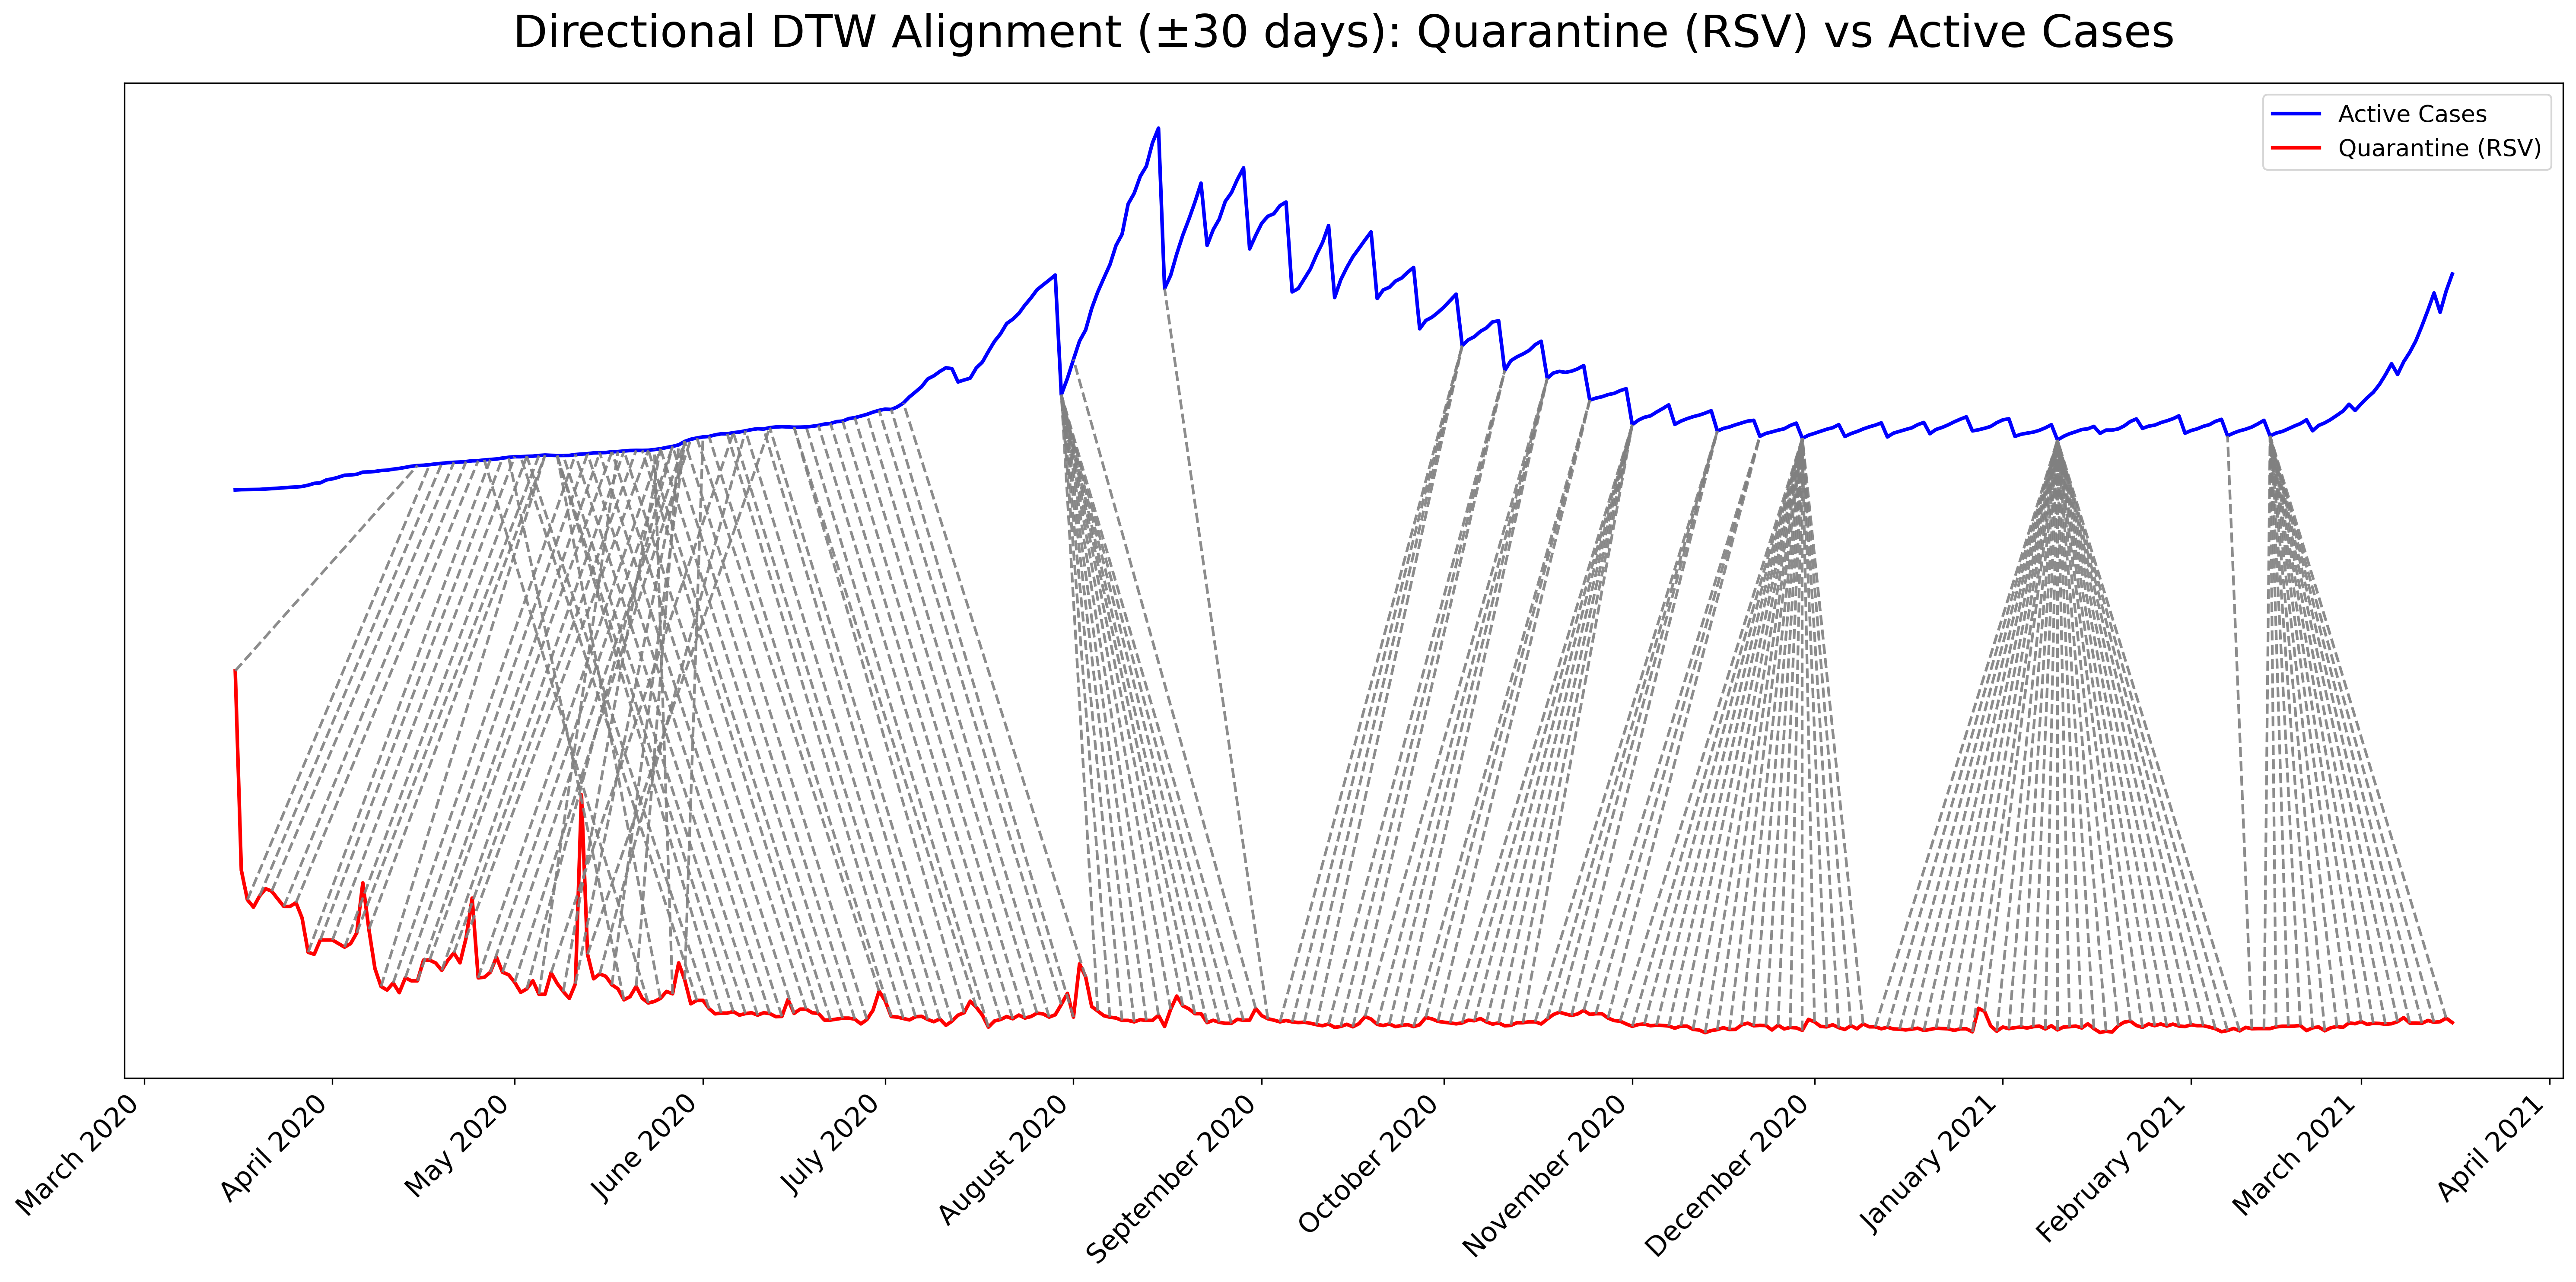 Directional DTW Alignment (±30 days): Quarantine (RSV) vs Active Cases
Active Cases
Quarantine (RSV)
March 2020
April 2020
May 2020
June 2020
July 2020
August 2020
September 2020
October 2020
November 2020
December 2020
January 2021
February 2021
March 2021
April 2021